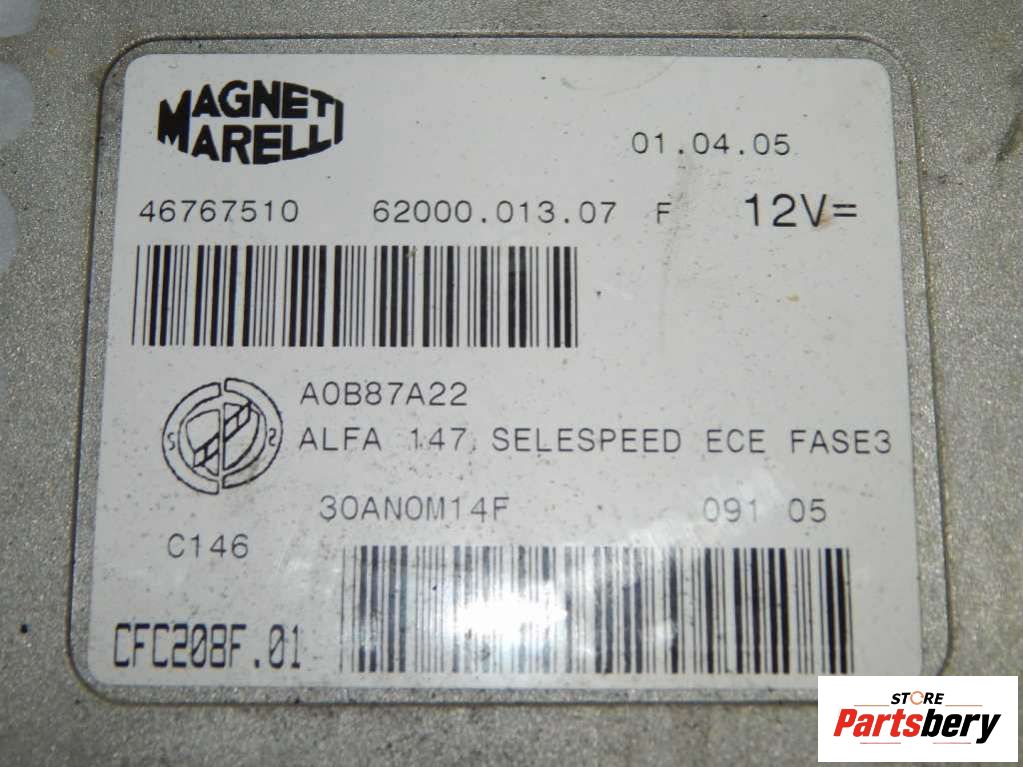 MAGNETI
MARELLI
01.04.05
46767510 62000.013.07 F 12V=
A0B87A22
ALFA 147 SELESPEED ECE FASE3
30AN0M14F 091 05
C146
CFC208F.01
STORE
Partsbery